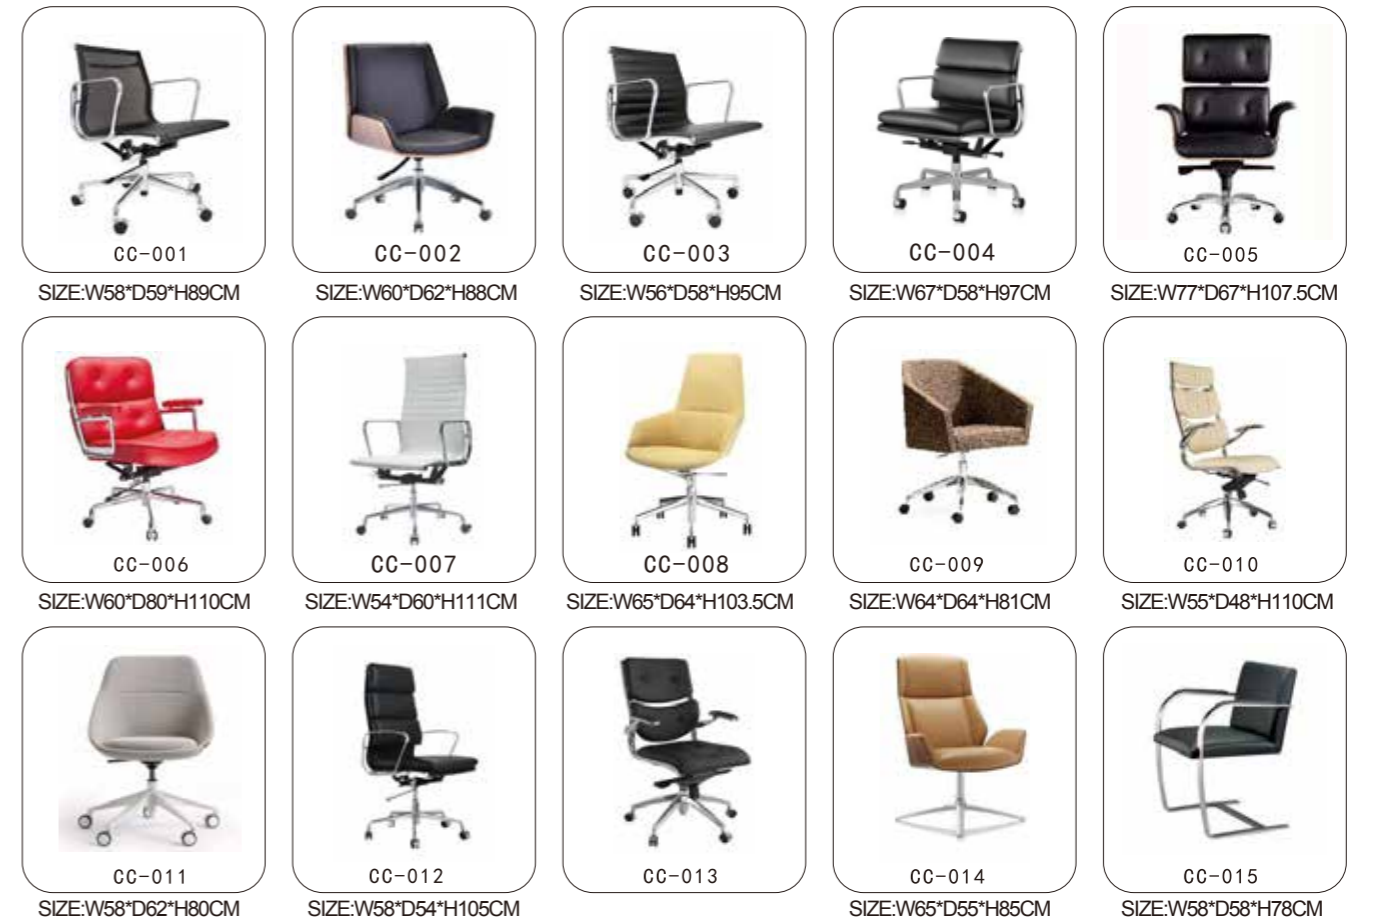 CC-001
CC-002
CC-003
CC-004
CC-005
SIZE:W58*D59*H89CM
SIZE:W60*D62*H88CM
SIZE:W56*D58*H95CM
SIZE:W67*D58*H97CM
SIZE:W77*D67*H107.5CM
CC-006
CC-007
CC-008
CC-009
CC-010
SIZE:W60*D80*H110CM
SIZE:W54*D60*H111CM
SIZE:W65*D64*H103.5CM
SIZE:W64*D64*H81CM
SIZE:W55*D48*H110CM
CC-011
CC-012
CC-013
CC-014
CC-015
SIZE:W58*D62*H80CM
SIZE:W58*D54*H105CM
SIZE:W65*D55*H85CM
SIZE:W58*D58*H78CM